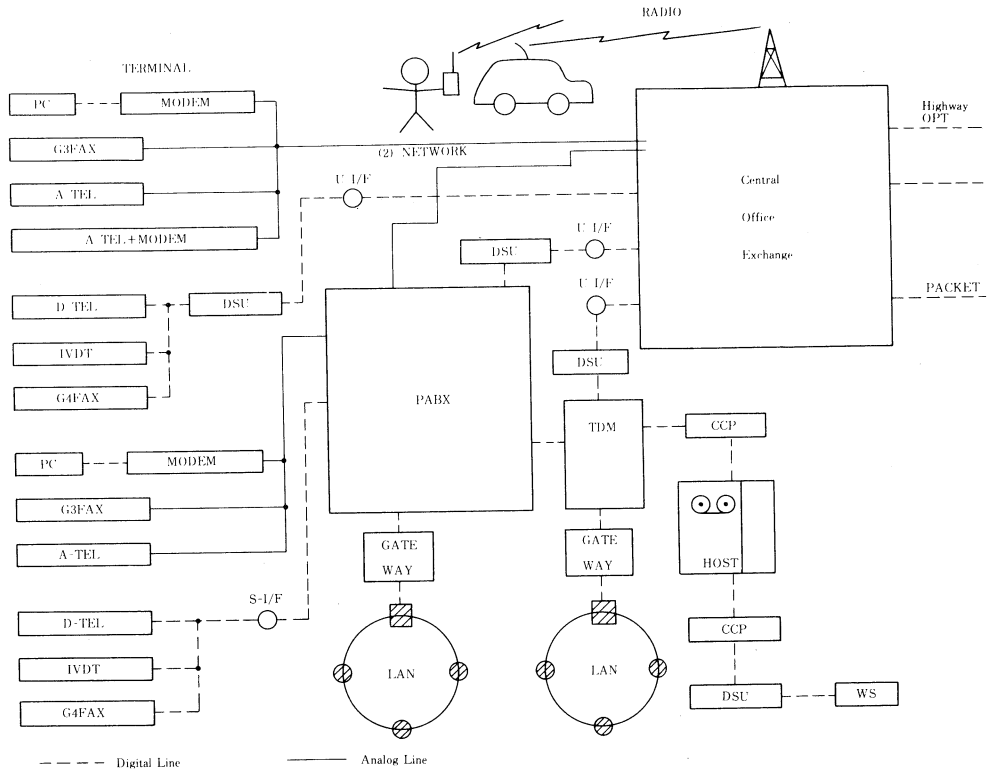 RADIO
TERMINAL
PC
MODEM
Highway
OPT
G3FAX
(2) NETWORK
A TEL
U I/F
Central
Office
Exchange
A TEL+MODEM
DSU
U I/F
U I/F
PACKET
D TEL
DSU
IVDT
G4FAX
DSU
PABX
TDM
CCP
PC
MODEM
G3FAX
A-TEL
GATE
WAY
GATE
WAY
HOST
S-I/F
D-TEL
IVDT
G4FAX
LAN
LAN
CCP
DSU
WS
Digital Line
Analog Line